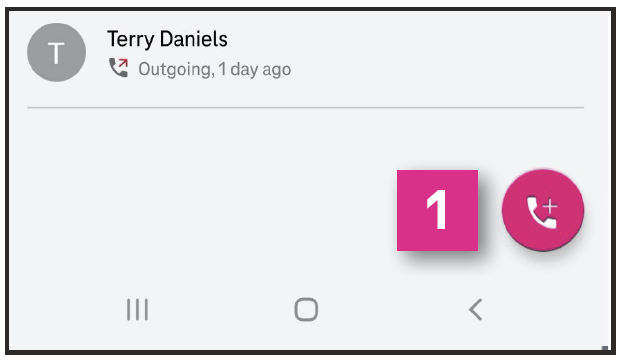 T
Terry Daniels
Outgoing, 1 day ago
1